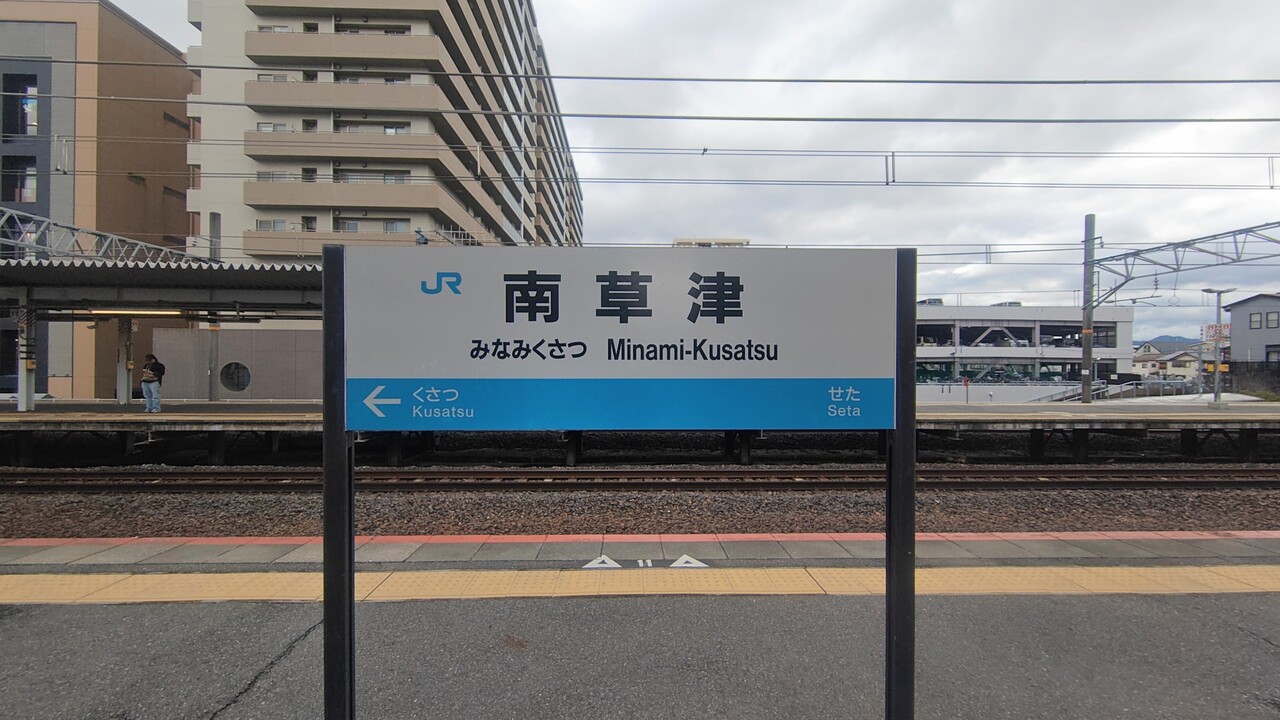 JR 南草津
みなみくさつ Minami-Kusatsu
← くさつ せた
Kusatsu Seta